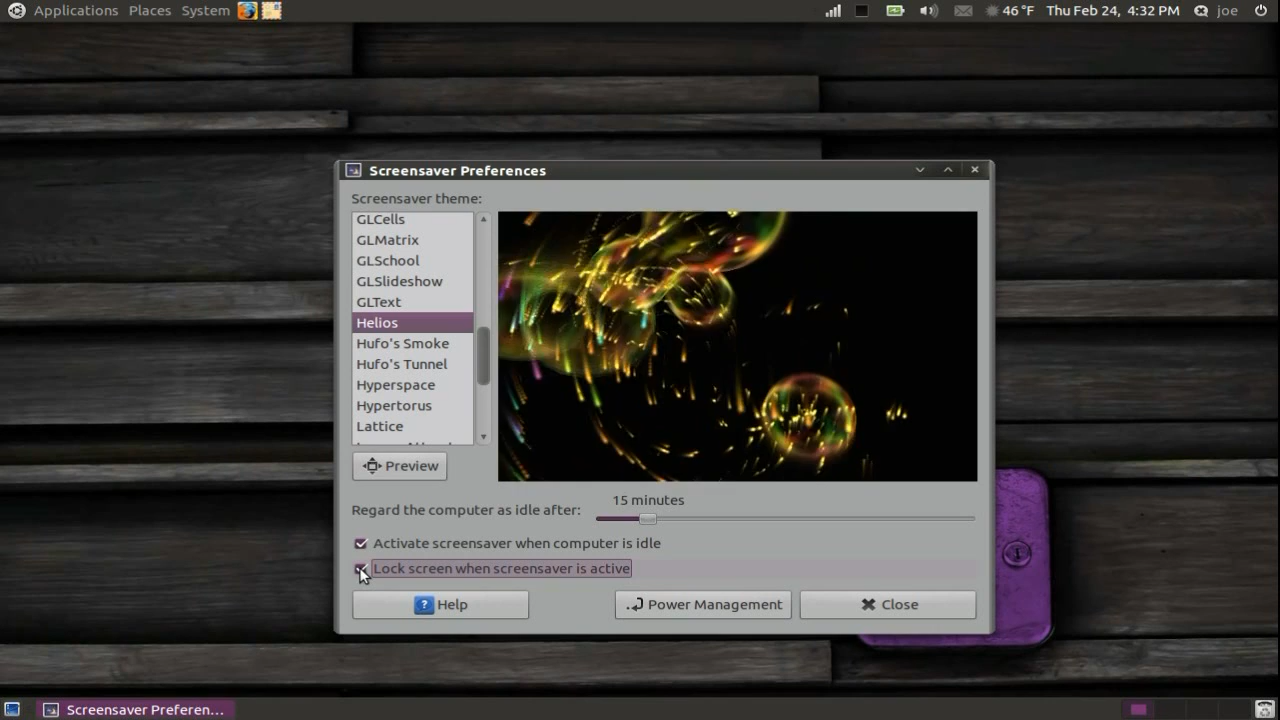 Applications Places System
46 °F Thu Feb 24, 4:32 PM joe
Screensaver Preferences
Screensaver theme:
GLCells
GLMatrix
GLSchool
GLSlideshow
GLText
Helios
Hufo's Smoke
Hufo's Tunnel
Hyperspace
Hypertorus
Lattice
Preview
15 minutes
Regard the computer as idle after:
Activate screensaver when computer is idle
Lock screen when screensaver is active
Help
Power Management
Close
Screensaver Preferen...